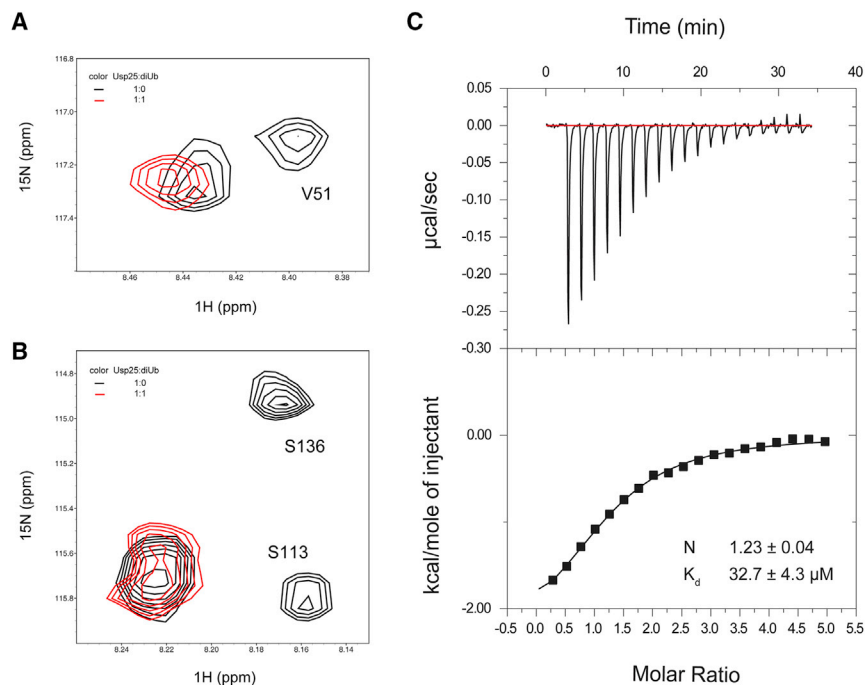 A
color Usp25:diUb
1:0
1:1
V51
116.8
117.0
117.2
117.4
15N (ppm)
8.46 8.44 8.42 8.40 8.38
1H (ppm)
B
color Usp25:diUb
1:0
1:1
S136
S113
114.8
115.0
115.2
115.4
115.6
115.8
15N (ppm)
8.24 8.22 8.20 8.18 8.16 8.14
1H (ppm)
C
Time (min)
0 10 20 30 40
0.05
0.00
-0.05
-0.10
-0.15
-0.20
-0.25
-0.30
µcal/sec
0.00
-2.00
kcal/mole of injectant
N 1.23 ± 0.04
Kd 32.7 ± 4.3 µM
-0.5 0.0 0.5 1.0 1.5 2.0 2.5 3.0 3.5 4.0 4.5 5.0 5.5
Molar Ratio